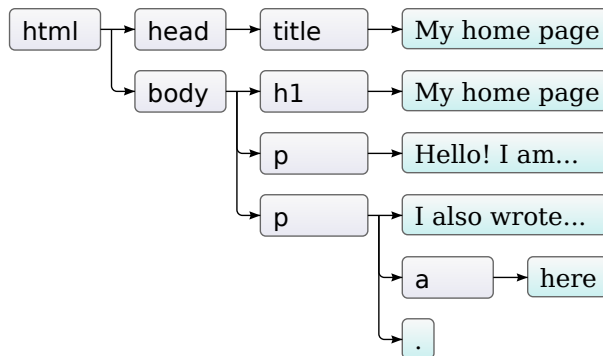 html head title My home page
body h1 My home page
p Hello! I am...
p I also wrote...
a here
.